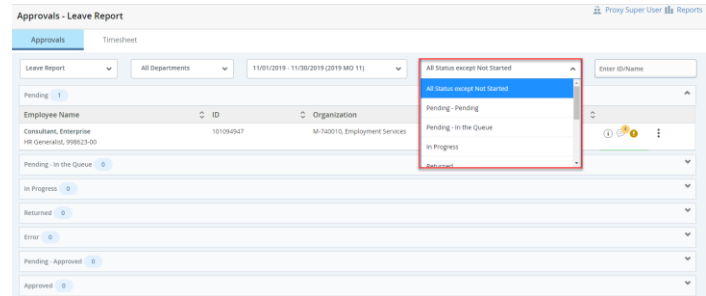 Approvals - Leave Report
Proxy Super User Reports
Approvals Timesheet
Leave Report
All Departments
11/01/2019 - 11/30/2019 (2019 MO 11)
All Status except Not Started
Enter ID/Name
All Status except Not Started
Pending - Pending
Pending - In the Queue
In Progress
Returned
Pending 1
Employee Name ID Organization
Consultant, Enterprise 101094947 M-740010, Employment Services
HR Generalist, 998623-00
Pending - In the Queue 0
In Progress 0
Returned 0
Error 0
Pending - Approved 0
Approved 0